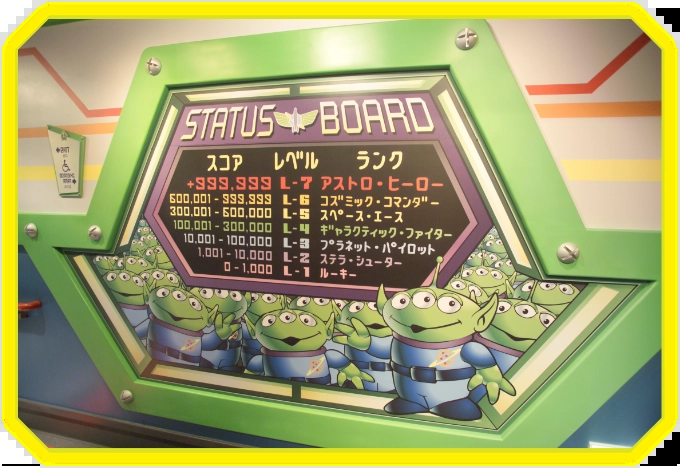 STATUS BOARD
スコア レベル ランク
+999,999 L-7 アストロ・ヒーロー
600,001-999,999 L-6 コズミック・コマンダー
300,001-600,000 L-5 スペース・エース
100,001-300,000 L-4 ギャラクティック・ファイター
10,001-100,000 L-3 プラネット・パイロット
1,001-10,000 L-2 ステラ・シューター
0-1,000 L-1 ルーキー
EXIT